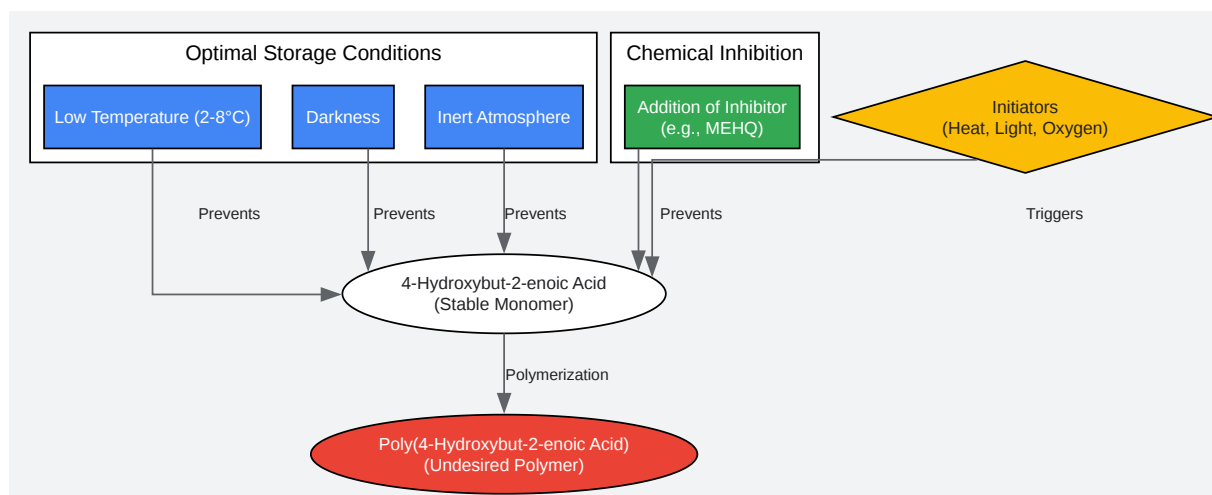 Optimal Storage Conditions
Chemical Inhibition
Low Temperature (2-8°C)
Darkness
Inert Atmosphere
Addition of Inhibitor
(e.g., MEHQ)
Initiators
(Heat, Light, Oxygen)
Prevents
Prevents
Prevents
Prevents
Triggers
4-Hydroxybut-2-enoic Acid
(Stable Monomer)
Polymerization
Poly(4-Hydroxybut-2-enoic Acid)
(Undesired Polymer)